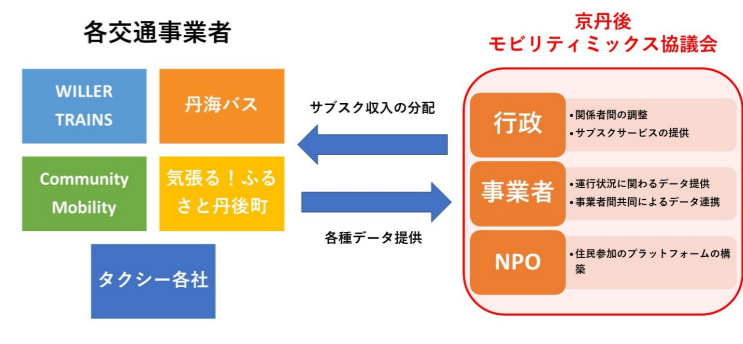 各交通事業者
WILLER
TRAINS
丹海バス
Community
Mobility
気張る！ふる
さと丹後町
タクシー各社
サブスク収入の分配
各種データ提供
京丹後
モビリティミックス協議会
行政
•関係者間の調整
•サブスクサービスの提供
事業者
•運行状況に関わるデータ提供
•事業者間共同によるデータ連携
NPO
•住民参加のプラットフォームの構
築